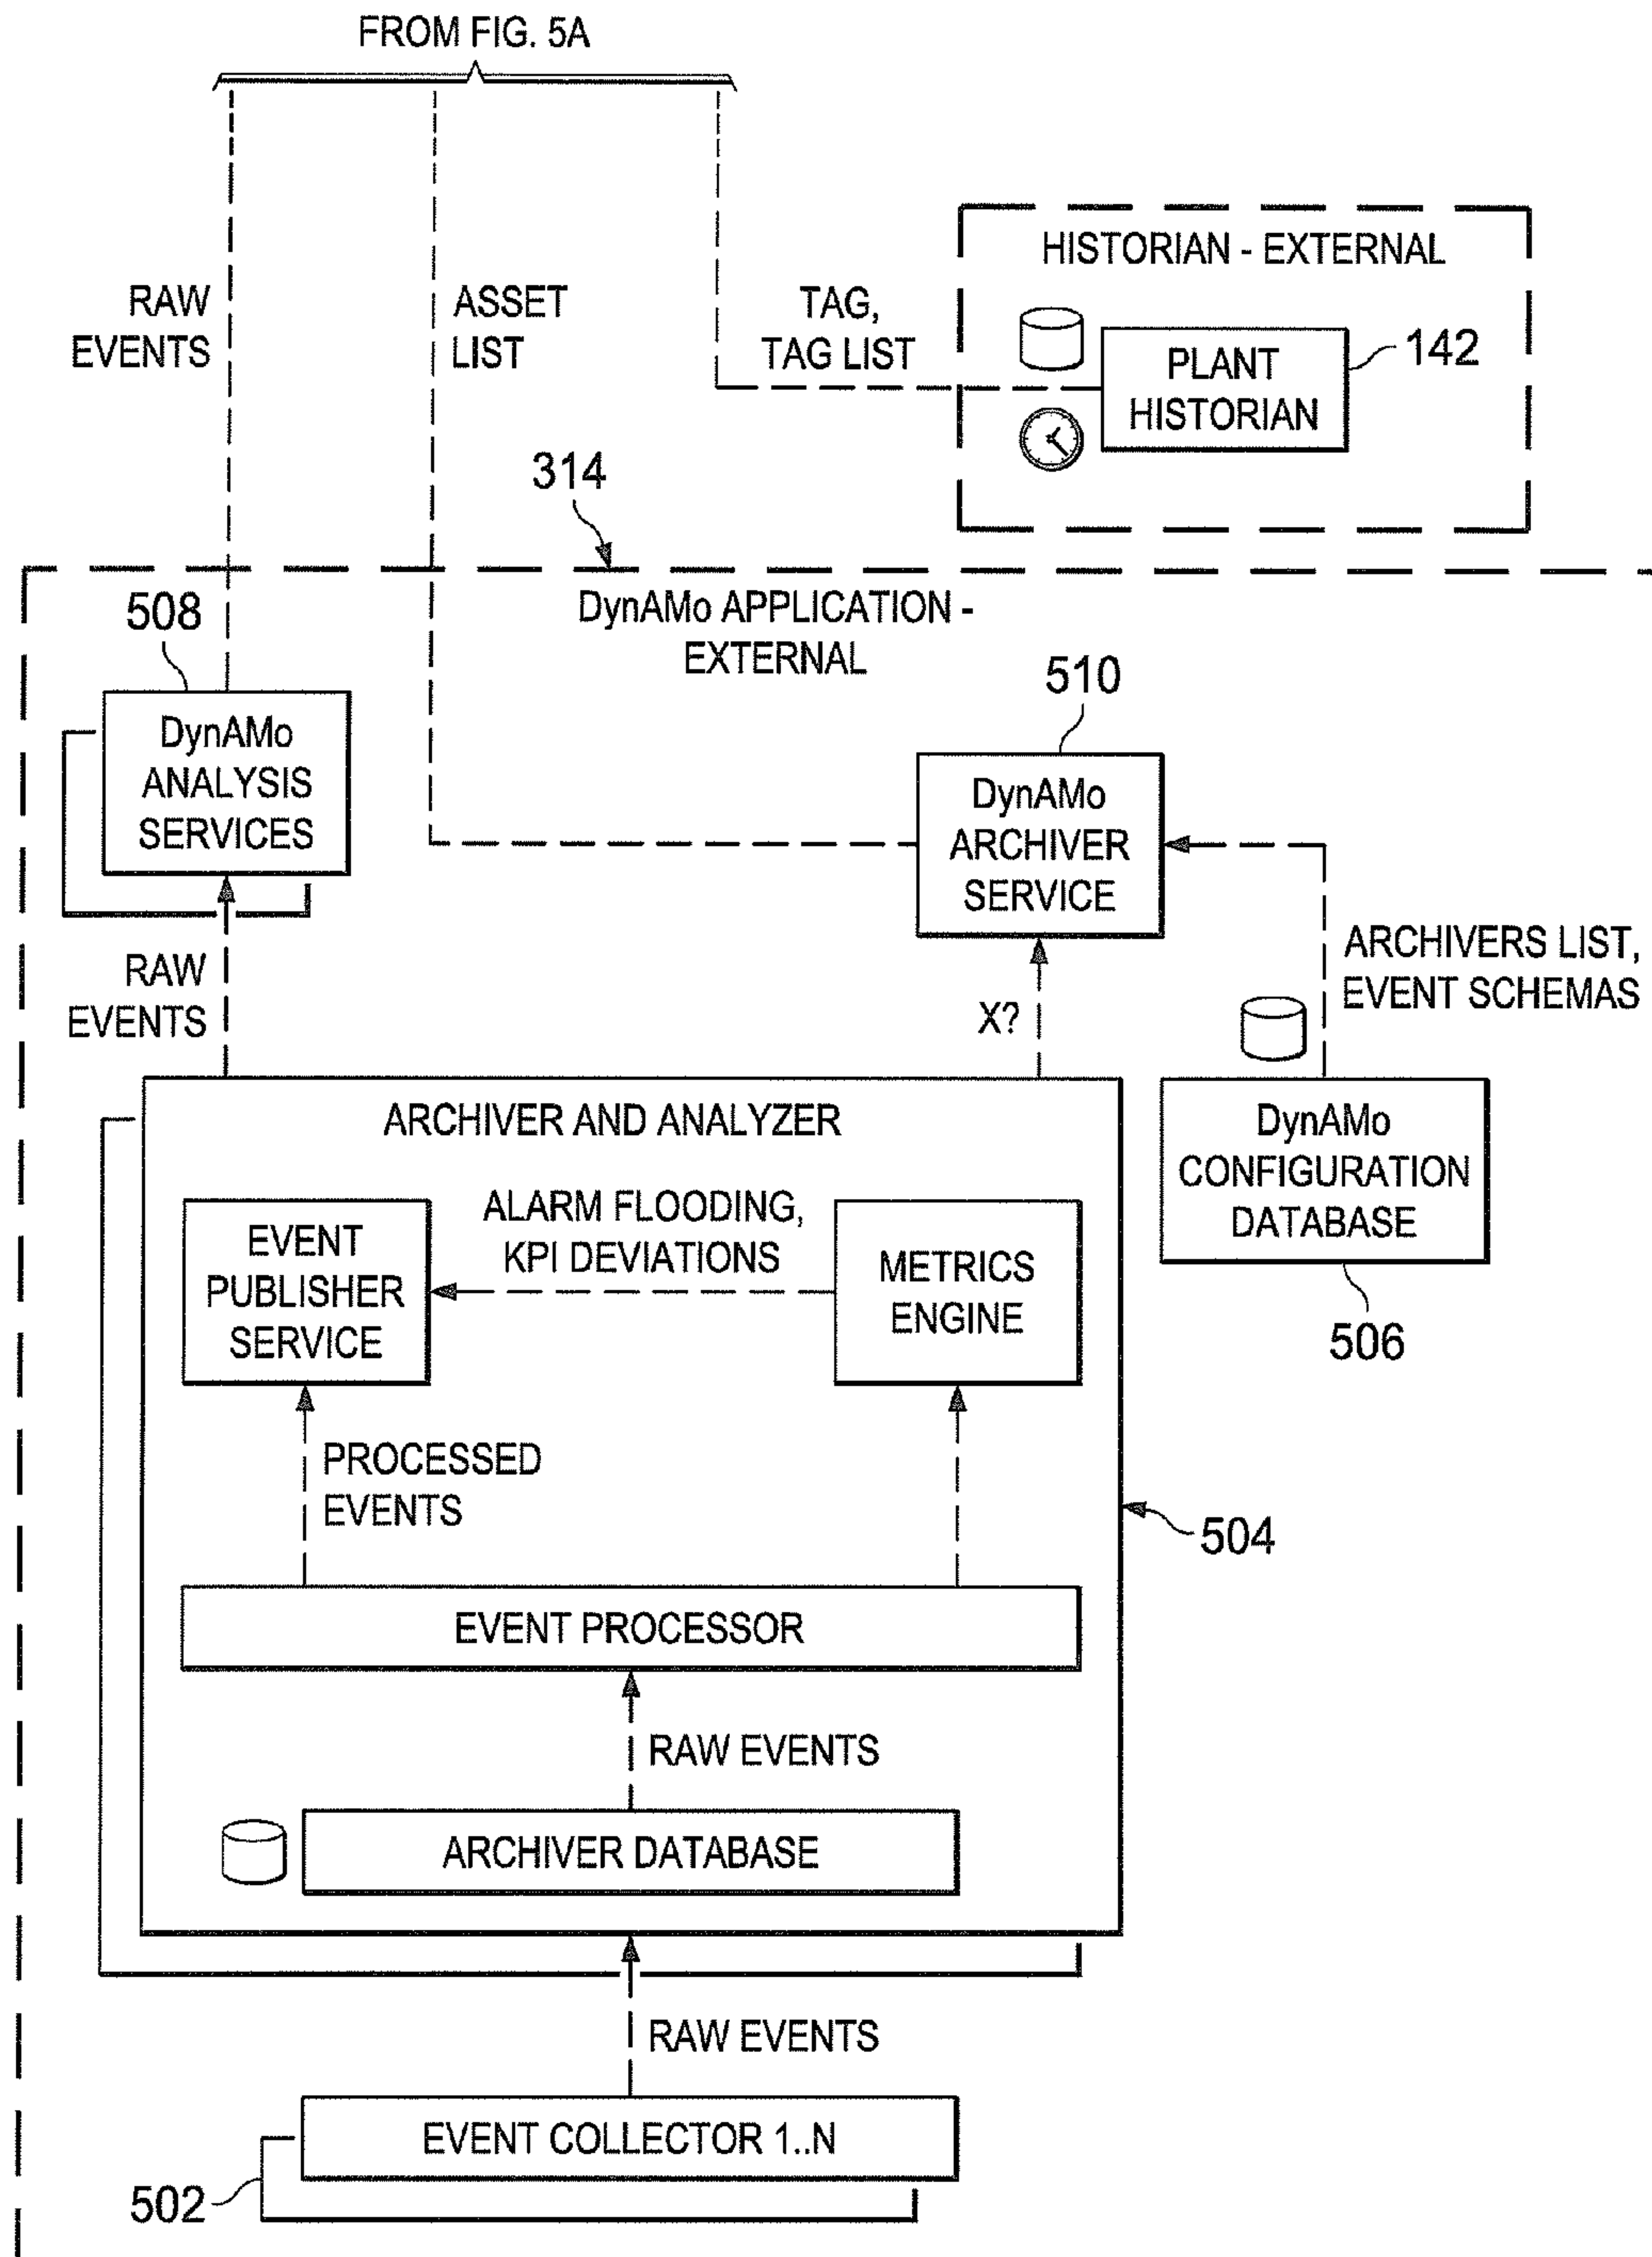 FROM FIG. 5A
RAW
EVENTS
ASSET
LIST
TAG,
TAG LIST
HISTORIAN - EXTERNAL
PLANT
HISTORIAN
142
314
DynAMo APPLICATION -
EXTERNAL
508
DynAMo
ANALYSIS
SERVICES
510
DynAMo
ARCHIVER
SERVICE
RAW
EVENTS
X?
ARCHIVERS LIST,
EVENT SCHEMAS
ARCHIVER AND ANALYZER
DynAMo
CONFIGURATION
DATABASE
506
EVENT
PUBLISHER
SERVICE
ALARM FLOODING,
KPI DEVIATIONS
METRICS
ENGINE
PROCESSED
EVENTS
504
EVENT PROCESSOR
RAW EVENTS
ARCHIVER DATABASE
RAW EVENTS
EVENT COLLECTOR 1..N
502